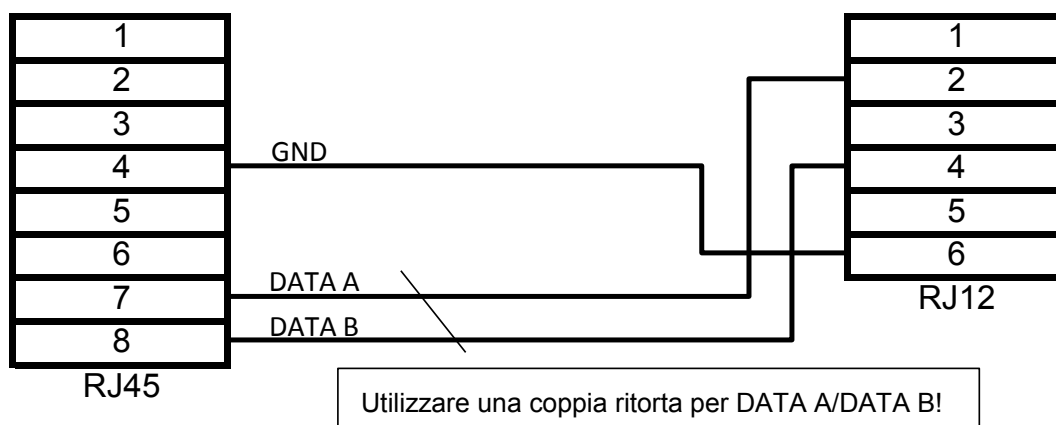 1
2
3
4
5
6
7
8
RJ45
GND
DATA A
DATA B
1
2
3
4
5
6
RJ12
Utilizzare una coppia ritorta per DATA A/DATA B!